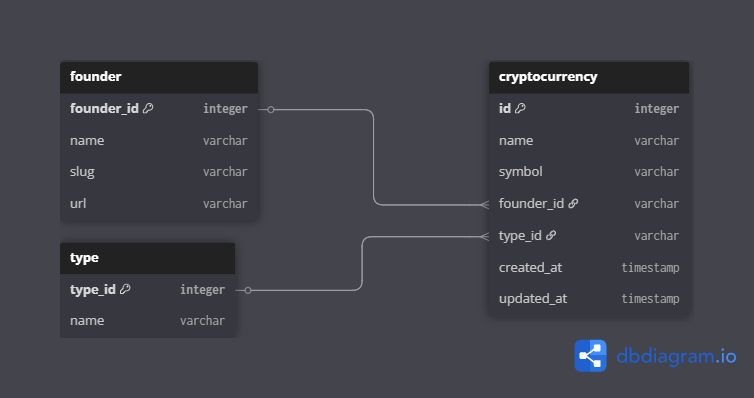 founder
founder_id integer
name varchar
slug varchar
url varchar
type
type_id integer
name varchar
cryptocurrency
id integer
name varchar
symbol varchar
founder_id varchar
type_id varchar
created_at timestamp
updated_at timestamp
dbdiagram.io